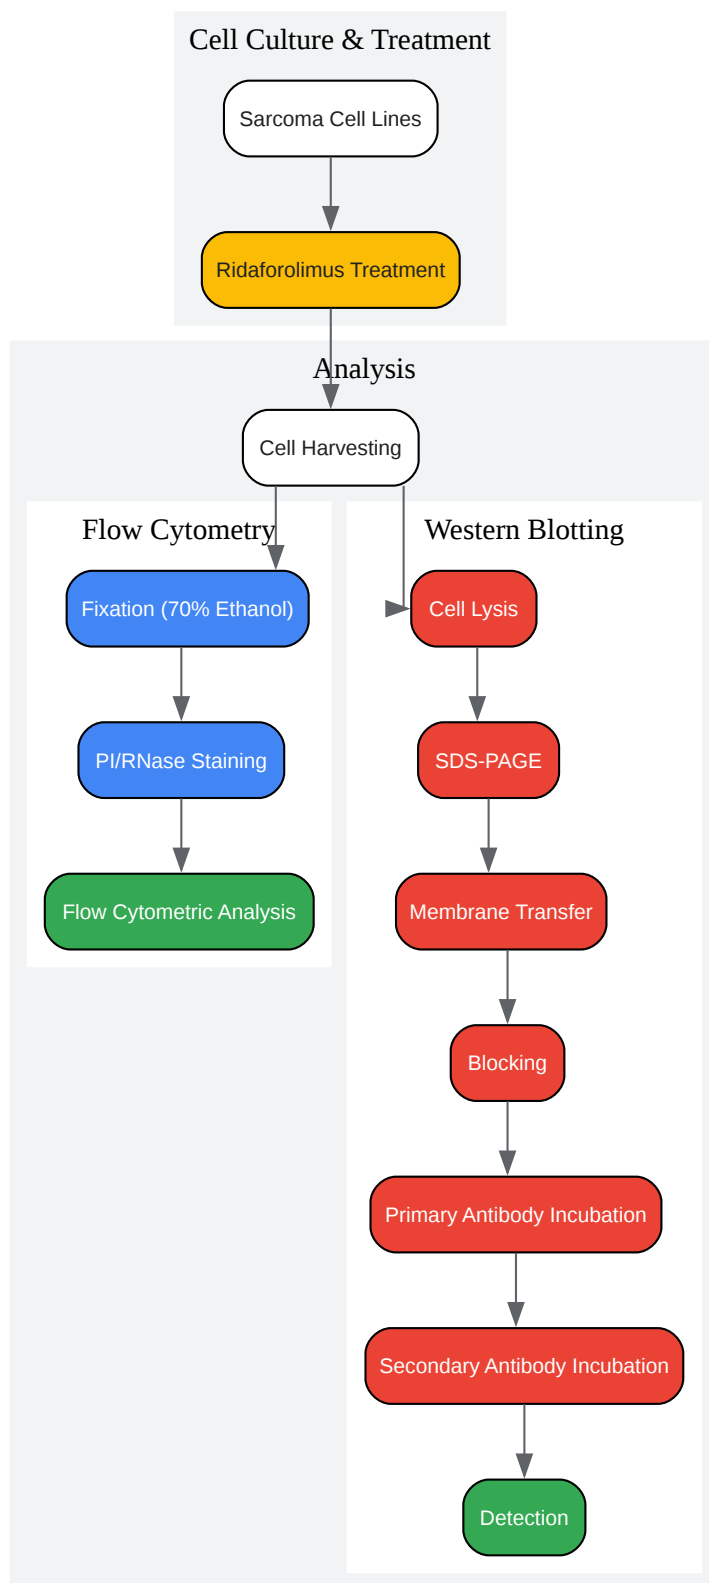 Cell Culture & Treatment
Sarcoma Cell Lines
Ridaforolimus Treatment
Analysis
Cell Harvesting
Flow Cytometry
Fixation (70% Ethanol)
PI/RNase Staining
Flow Cytometric Analysis
Western Blotting
Cell Lysis
SDS-PAGE
Membrane Transfer
Blocking
Primary Antibody Incubation
Secondary Antibody Incubation
Detection